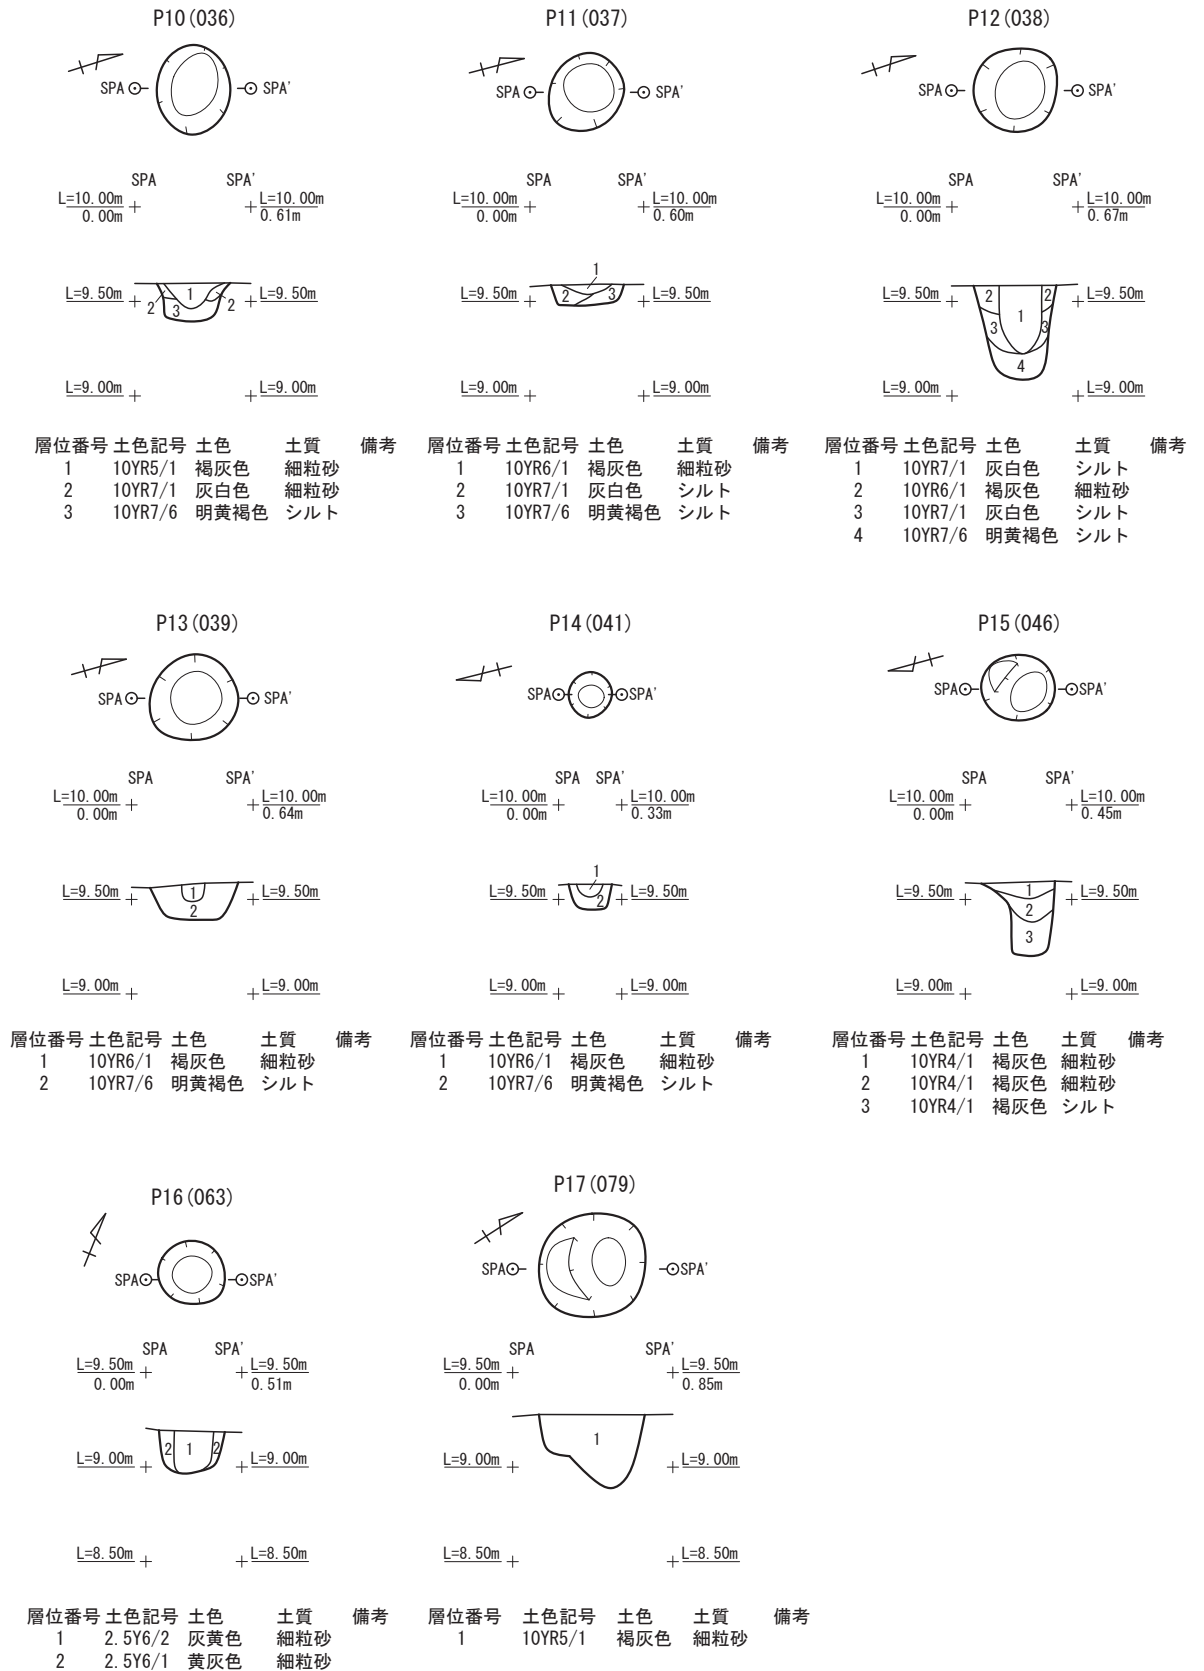 P10(036)
SPA SPA'
SPA SPA'
L=10.00m L=10.00m
0.00m 0.61m
1
L=9.50m 2 3 2 L=9.50m
L=9.00m L=9.00m
層位番号 土色記号 土色 土質 備考
1 10YR5/1 褐灰色 細粒砂
2 10YR7/1 灰白色 細粒砂
3 10YR7/6 明黄褐色 シルト
P11(037)
SPA SPA'
SPA SPA'
L=10.00m L=10.00m
0.00m 0.60m
1
L=9.50m 2 3 L=9.50m
L=9.00m L=9.00m
層位番号 土色記号 土色 土質 備考
1 10YR6/1 褐灰色 細粒砂
2 10YR7/1 灰白色 シルト
3 10YR7/6 明黄褐色 シルト
P12(038)
SPA SPA'
SPA SPA'
L=10.00m L=10.00m
0.00m 0.67m
L=9.50m 2 2 L=9.50m
1
3 3
4
L=9.00m L=9.00m
層位番号 土色記号 土色 土質 備考
1 10YR7/1 灰白色 シルト
2 10YR6/1 褐灰色 細粒砂
3 10YR7/1 灰白色 シルト
4 10YR7/6 明黄褐色 シルト
P13(039)
SPA SPA'
SPA SPA'
L=10.00m L=10.00m
0.00m 0.64m
L=9.50m 1 L=9.50m
2
L=9.00m L=9.00m
層位番号 土色記号 土色 土質 備考
1 10YR6/1 褐灰色 細粒砂
2 10YR7/6 明黄褐色 シルト
P14(041)
SPA SPA'
SPA SPA'
L=10.00m L=10.00m
0.00m 0.33m
1
L=9.50m 2 L=9.50m
L=9.00m L=9.00m
層位番号 土色記号 土色 土質 備考
1 10YR6/1 褐灰色 細粒砂
2 10YR7/6 明黄褐色 シルト
P15(046)
SPA SPA'
SPA SPA'
L=10.00m L=10.00m
0.00m 0.45m
L=9.50m 1 L=9.50m
2
3
L=9.00m L=9.00m
層位番号 土色記号 土色 土質 備考
1 10YR4/1 褐灰色 細粒砂
2 10YR4/1 褐灰色 細粒砂
3 10YR4/1 褐灰色 シルト
P16(063)
SPA SPA'
SPA SPA'
L=9.50m L=9.50m
0.00m 0.51m
2 1 2
L=9.00m L=9.00m
L=8.50m L=8.50m
層位番号 土色記号 土色 土質 備考
1 2.5Y6/2 灰黄色 細粒砂
2 2.5Y6/1 黄灰色 細粒砂
P17(079)
SPA SPA'
SPA SPA'
L=9.50m L=9.50m
0.00m 0.85m
1
L=9.00m L=9.00m
L=8.50m L=8.50m
層位番号 土色記号 土色 土質 備考
1 10YR5/1 褐灰色 細粒砂